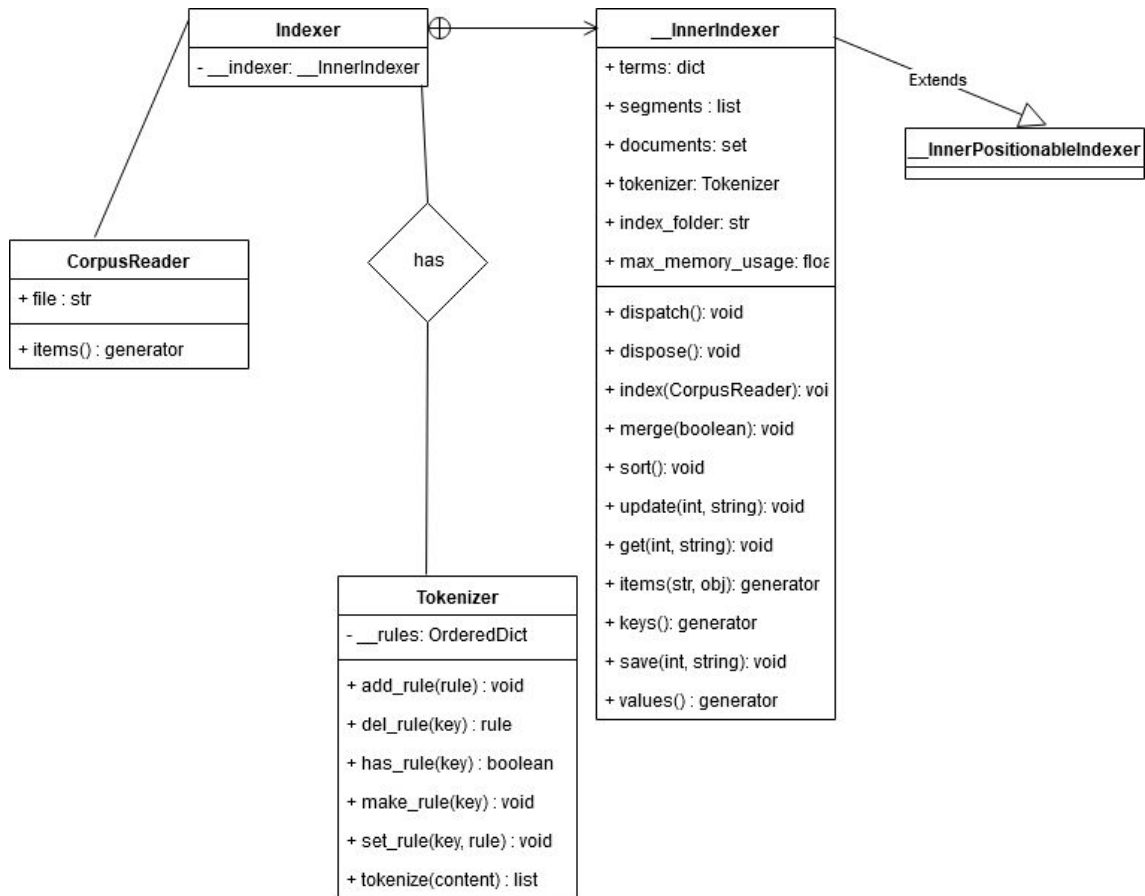 Indexer
- __indexer: __InnerIndexer
__InnerIndexer
+ terms: dict
+ segments : list
+ documents: set
+ tokenizer: Tokenizer
+ index_folder: str
+ max_memory_usage: floa
+ dispatch(): void
+ dispose(): void
+ index(CorpusReader): voi
+ merge(boolean): void
+ sort(): void
+ update(int, string): void
+ get(int, string): void
+ items(str, obj): generator
+ keys(): generator
+ save(int, string): void
+ values() : generator
Extends
__InnerPositionableIndexer
CorpusReader
+ file : str
+ items() : generator
has
Tokenizer
- __rules: OrderedDict
+ add_rule(rule) : void
+ del_rule(key) : rule
+ has_rule(key) : boolean
+ make_rule(key) : void
+ set_rule(key, rule) : void
+ tokenize(content) : list